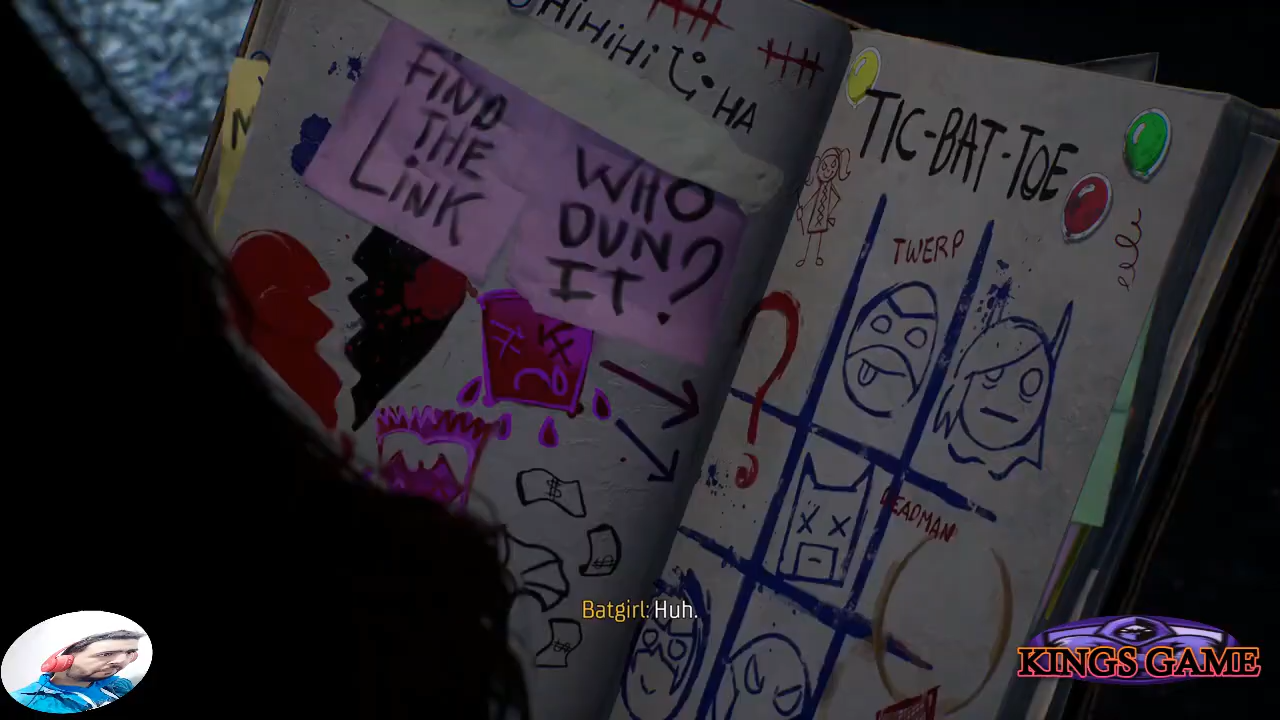 HiHiHi
HA
FiND
THE
LiNK
WHO
DUN
IT?
M
TIC-BAT-TOE
TWERP
?
X X
DEADMAN
$
$
$
Batgirl: Huh.
KINGS GAME